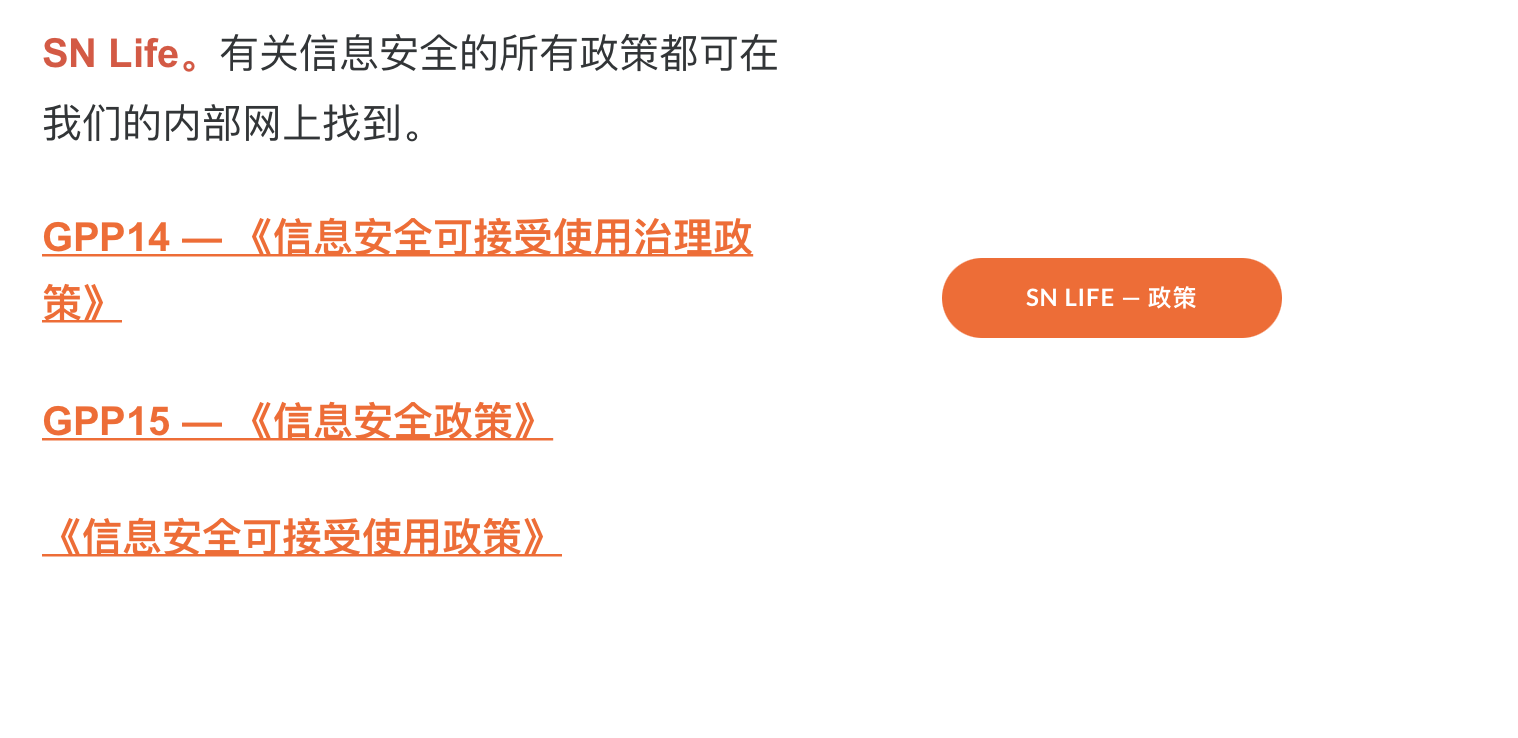 SN Life。有关信息安全的所有政策都可在
我们的内部网上找到。
GPP14 — 《信息安全可接受使用治理政
策》
SN LIFE – 政策
GPP15 — 《信息安全政策》
《信息安全可接受使用政策》